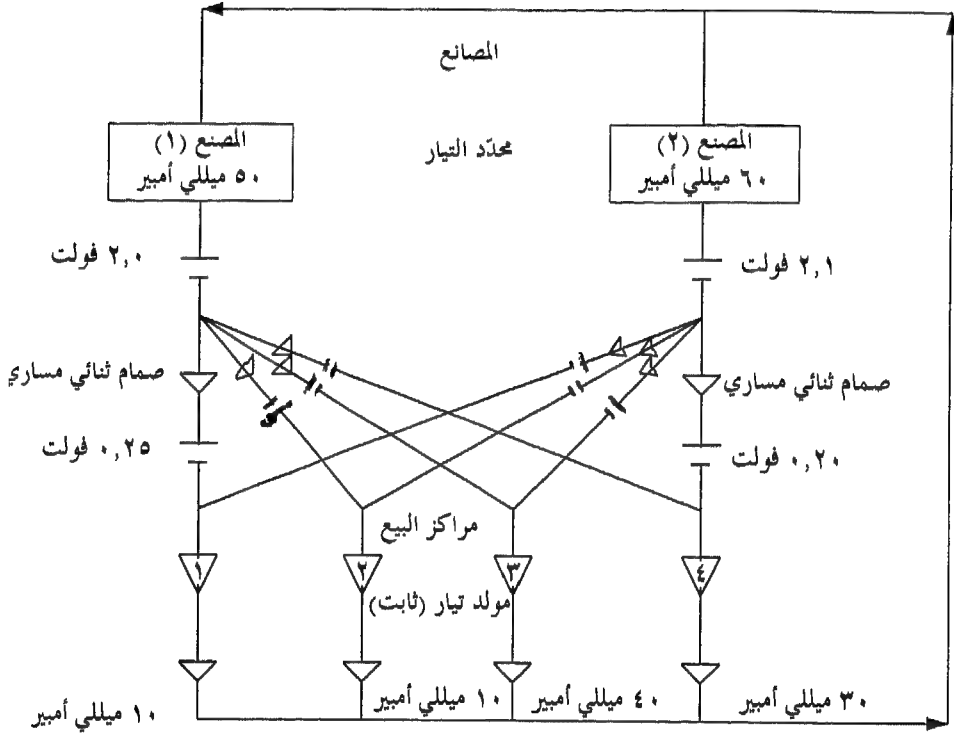 المصانع
المصنع (١)
٥٠ ميللي أمبير
محدّد التيار
المصنع (٢)
٦٠ ميللي أمبير
٢,٠ فولت
٢,١ فولت
صمام ثنائي مساري
صمام ثنائي مساري
٠,٢٥ فولت
٠,٢٠ فولت
مراكز البيع
١
٢
٣
٤
مولد تيار (ثابت)
١٠ ميللي أمبير
١٠ ميللي أمبير
٤٠ ميللي أمبير
٣٠ ميللي أمبير